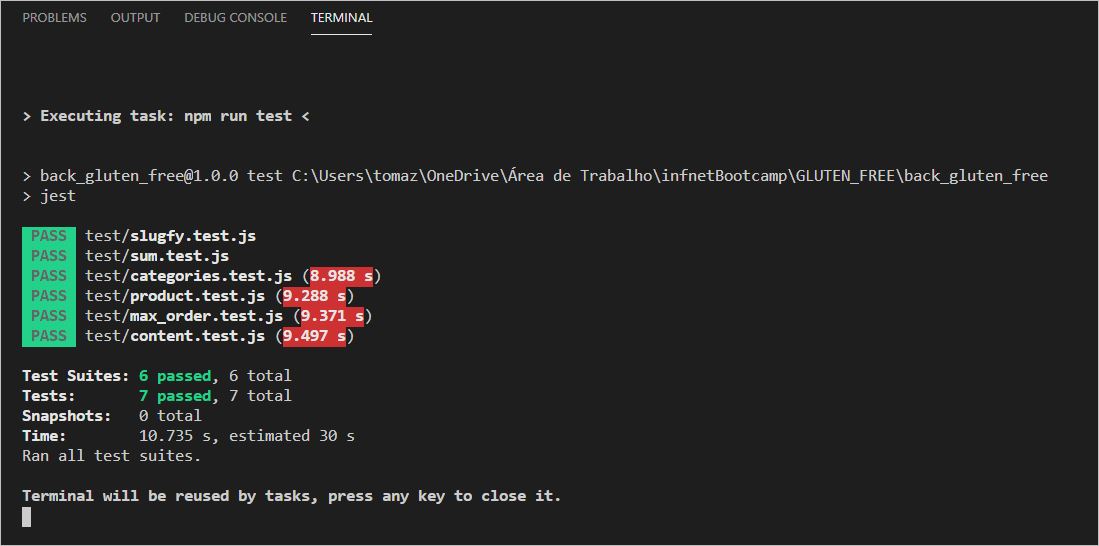 PROBLEMS OUTPUT DEBUG CONSOLE TERMINAL
> Executing task: npm run test <
> back_gluten_free@1.0.0 test C:\Users\tomaz\OneDrive\Área de Trabalho\infnetBootcamp\GLUTEN_FREE\back_gluten_free
> jest
PASS test/slugfy.test.js
PASS test/sum.test.js
PASS test/categories.test.js (8.988 s)
PASS test/product.test.js (9.288 s)
PASS test/max_order.test.js (9.371 s)
PASS test/content.test.js (9.497 s)
Test Suites: 6 passed, 6 total
Tests: 7 passed, 7 total
Snapshots: 0 total
Time: 10.735 s, estimated 30 s
Ran all test suites.
Terminal will be reused by tasks, press any key to close it.